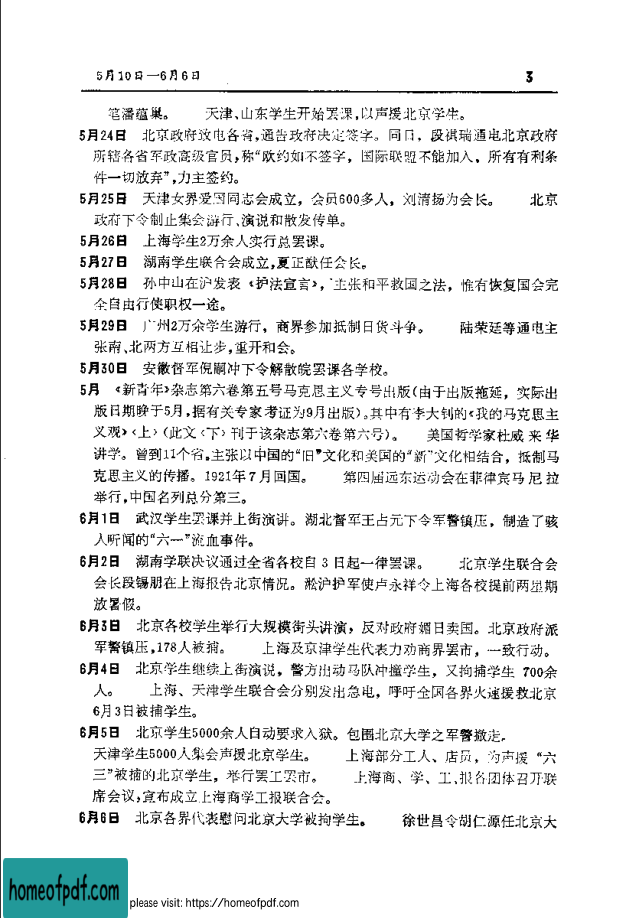 5月10日—6月6日 3
笔潘蕴巢。 天津、山东学生开始罢课,以声援北京学生。
5月24日 北京政府致电各省,通告政府决定签字。同日,段祺瑞通电北京政府
所辖各省军政高级官员,称“欧约如不签字,国际联盟不能加入,所有有利条
件一切放弃”,力主签约。
5月25日 天津女界爱国同志会成立,会员600多人,刘清扬为会长。 北京
政府下令制止集会游行、演说和散发传单。
5月26日 上海学生2万余人实行总罢课。
5月27日 湖南学生联合会成立,夏正猷任会长。
5月28日 孙中山在沪发表《护法宣言》,主张和平救国之法,惟有恢复国会完
全自由行使职权一途。
5月29日 广州2万余学生游行,商界参加抵制日货斗争。 陆荣廷等通电主
张南、北两方互相让步,重开和会。
5月30日 安徽督军倪嗣冲下令解散皖罢课各学校。
5月 《新青年》杂志第六卷第五号马克思主义专号出版(由于出版拖延,实际出
版日期晚于5月,据有关专家考证为9月出版)。其中有李大钊的《我的马克思主
义观》〈上〉(此文〈下〉刊于该杂志第六卷第六号)。 美国哲学家杜威来华
讲学。曾到11个省,主张以中国的“旧”文化和美国的“新”文化相结合,抵制马
克思主义的传播。1921年7月回国。 第四届远东运动会在菲律宾马尼拉
举行,中国名列总分第三。
6月1日 武汉学生罢课并上街演讲。湖北督军王占元下令军警镇压,制造了骇
人听闻的“六一”流血事件。
6月2日 湖南学联决议通过全省各校自3日起一律罢课。 北京学生联合会
会长段锡朋在上海报告北京情况。淞沪护军使卢永祥令上海各校提前两星期
放暑假。
6月3日 北京各校学生举行大规模街头讲演,反对政府媚日卖国。北京政府派
军警镇压,178人被捕。 上海及京津学生代表力劝商界罢市,一致行动。
6月4日 北京学生继续上街演说,警方出动马队冲撞学生,又拘捕学生 700余
人。 上海、天津学生联合会分别发出急电,呼吁全国各界火速援救北京
6月3日被捕学生。
6月5日 北京学生5000余人自动要求入狱。包围北京大学之军警撤走。
天津学生5000人集会声援北京学生。 上海部分工人、店员,为声援“六
三”被捕的北京学生,举行罢工罢市。 上海商、学、工、报各团体召开联
席会议,宣布成立上海商学工报联合会。
6月6日 北京各界代表慰问北京大学被拘学生。 徐世昌令胡仁源任北京大
homeofpdf.com
please visit: https://homeofpdf.com